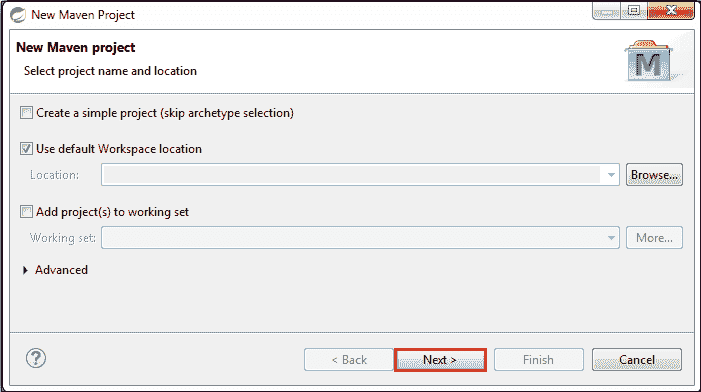 New Maven Project
New Maven project
Select project name and location
M
Create a simple project (skip archetype selection)
Use default Workspace location
Location: Browse...
Add project(s) to working set
Working set: More...
Advanced
? < Back Next > Finish Cancel